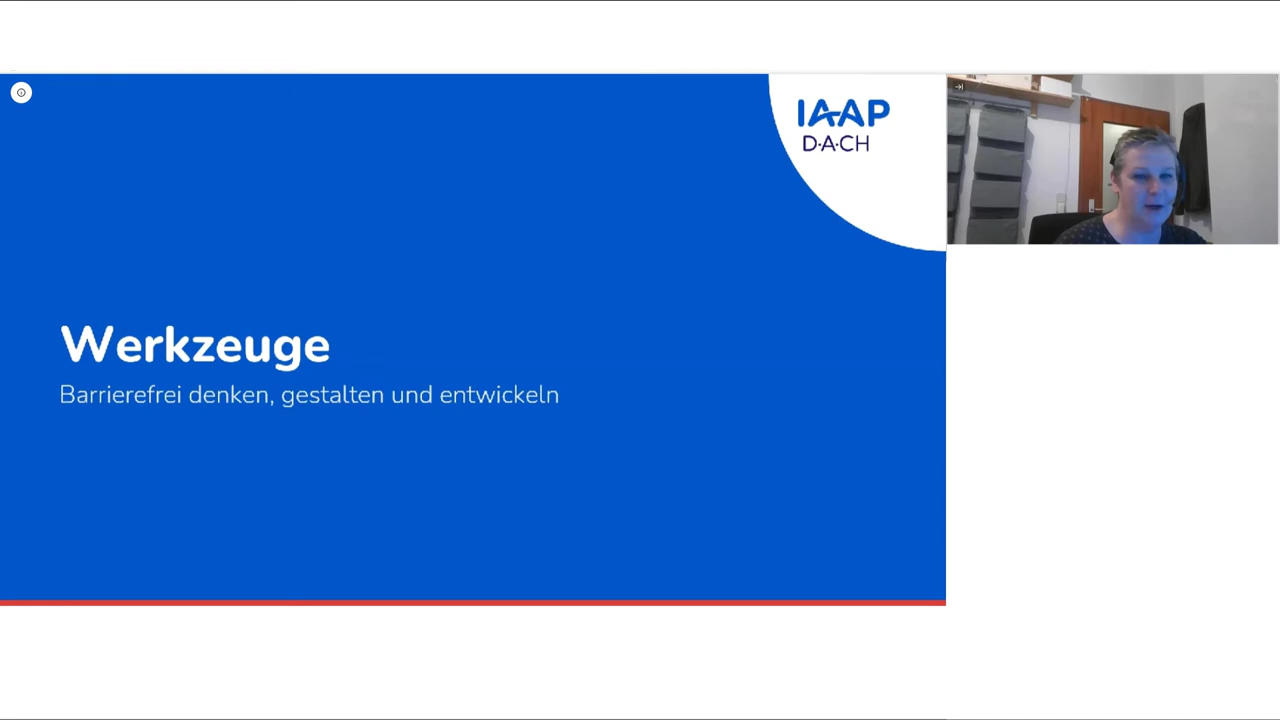 IAAP
D·A·CH
Werkzeuge
Barrierefrei denken, gestalten und entwickeln